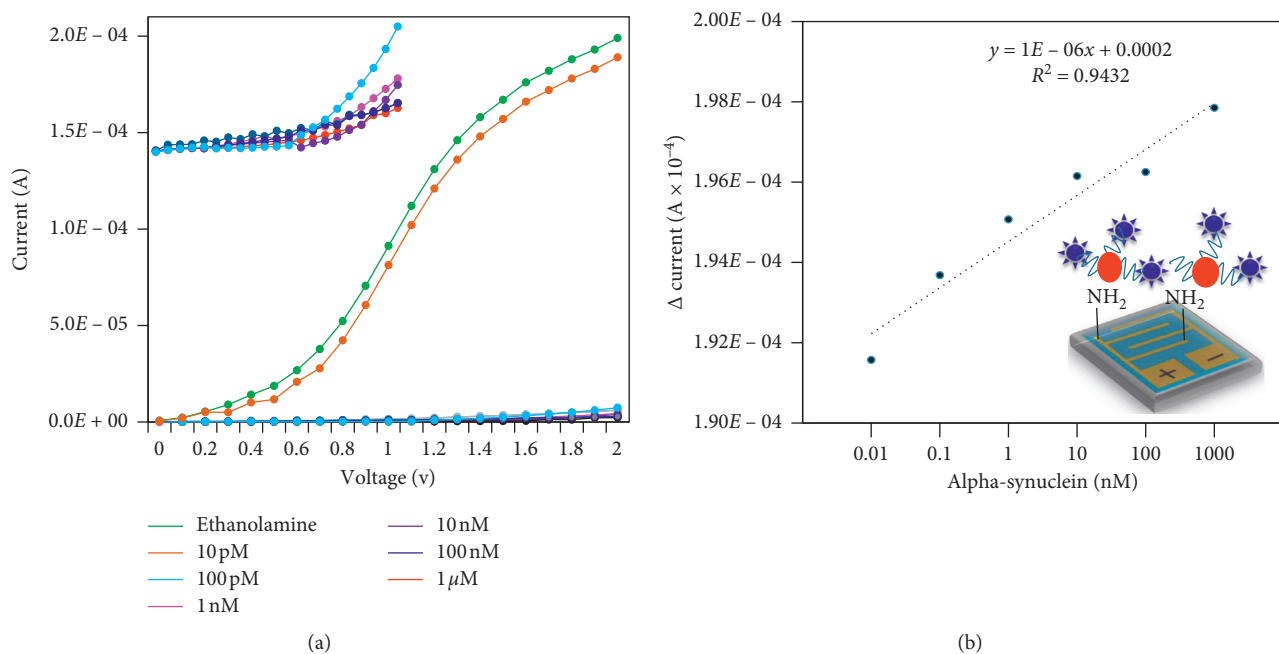 2.0E – 04
1.5E – 04
1.0E – 04
5.0E – 05
0.0E + 00
Current (A)
0 0.2 0.4 0.6 0.8 1 1.2 1.4 1.6 1.8 2
Voltage (v)
Ethanolamine
10 pM
100 pM
1 nM
10 nM
100 nM
1 μM
(a)
2.00E – 04
1.98E – 04
1.96E – 04
1.94E – 04
1.92E – 04
1.90E – 04
Δ current (A × 10⁻⁴)
y = 1E – 06x + 0.0002
R² = 0.9432
NH₂ NH₂
+ –
0.01 0.1 1 10 100 1000
Alpha-synuclein (nM)
(b)